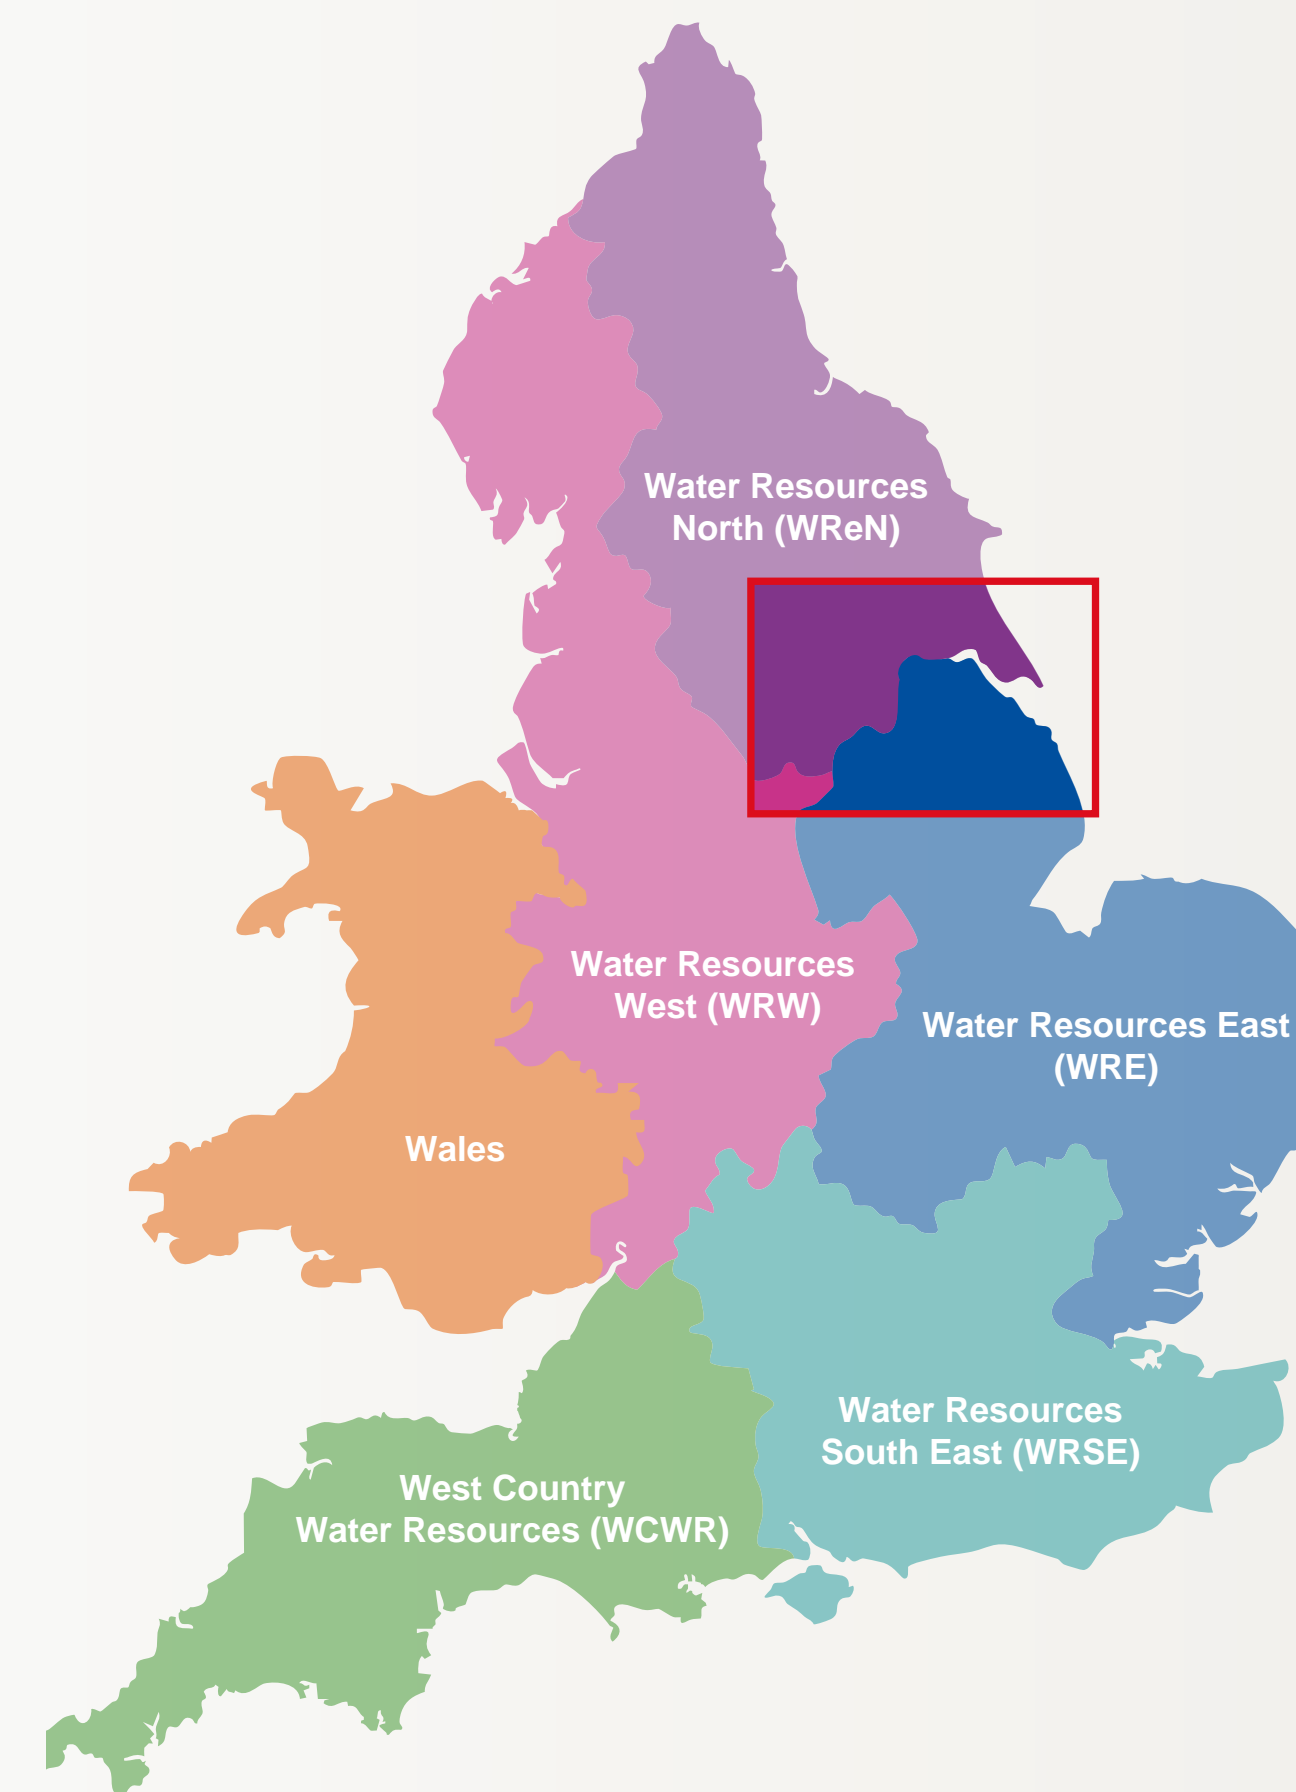 Water Resources
North (WReN)
Water Resources
West (WRW)
Water Resources East
(WRE)
Wales
Water Resources
South East (WRSE)
West Country
Water Resources (WCWR)